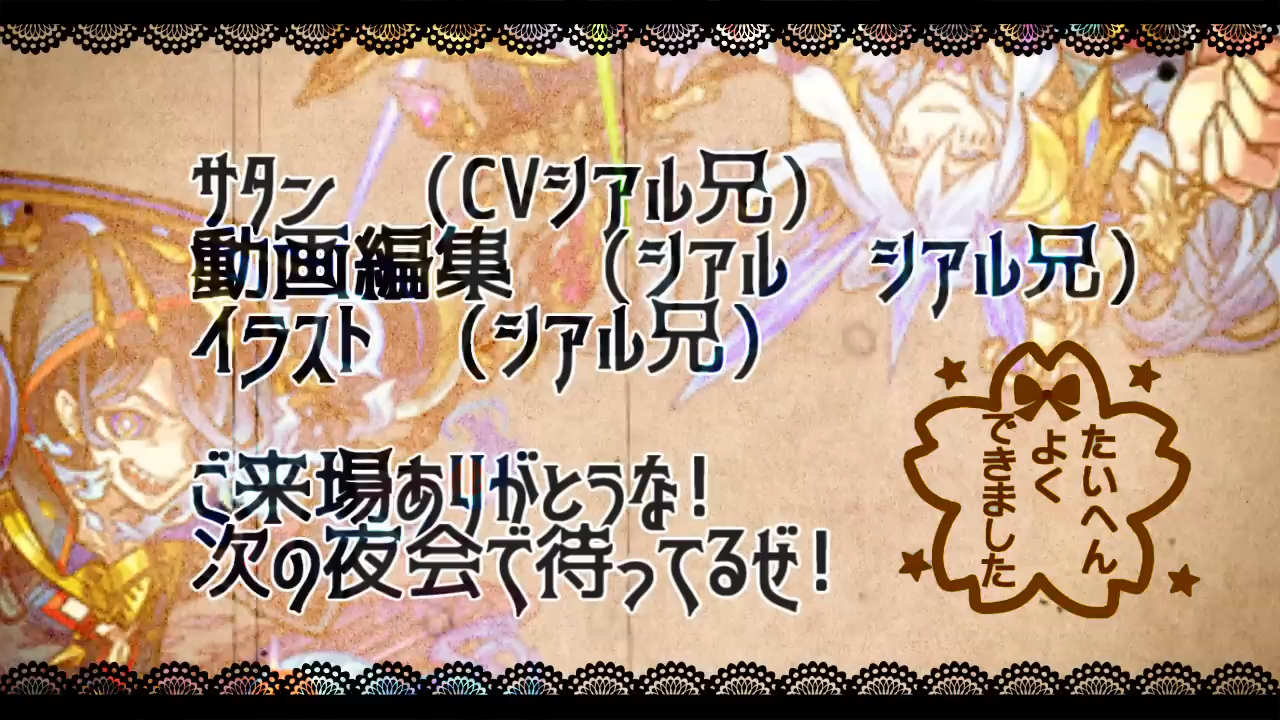 サタン　（CVシアル兄）
動画編集　（シアル　シアル兄）
イラスト　（シアル兄）
ご来場ありがとうな！
次の夜会で待ってるぜ！
たいへん
よく
できました